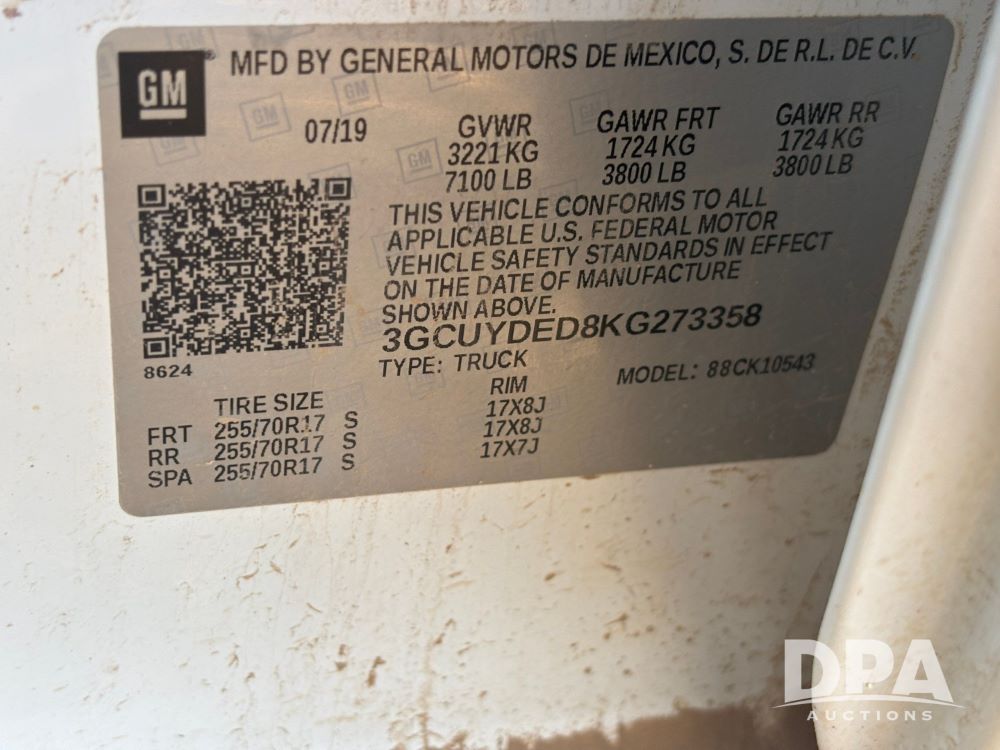 GM
MFD BY GENERAL MOTORS DE MEXICO, S. DE R.L. DE C.V.
07/19 GVWR GAWR FRT GAWR RR
3221 KG 1724 KG 1724 KG
7100 LB 3800 LB 3800 LB
THIS VEHICLE CONFORMS TO ALL
APPLICABLE U.S. FEDERAL MOTOR
VEHICLE SAFETY STANDARDS IN EFFECT
ON THE DATE OF MANUFACTURE
SHOWN ABOVE.
3GCUYDED8KG273358
8624
TYPE: TRUCK MODEL: 88CK10543
TIRE SIZE RIM
FRT 255/70R17 S 17X8J
RR 255/70R17 S 17X8J
SPA 255/70R17 S 17X7J
DPA
AUCTIONS